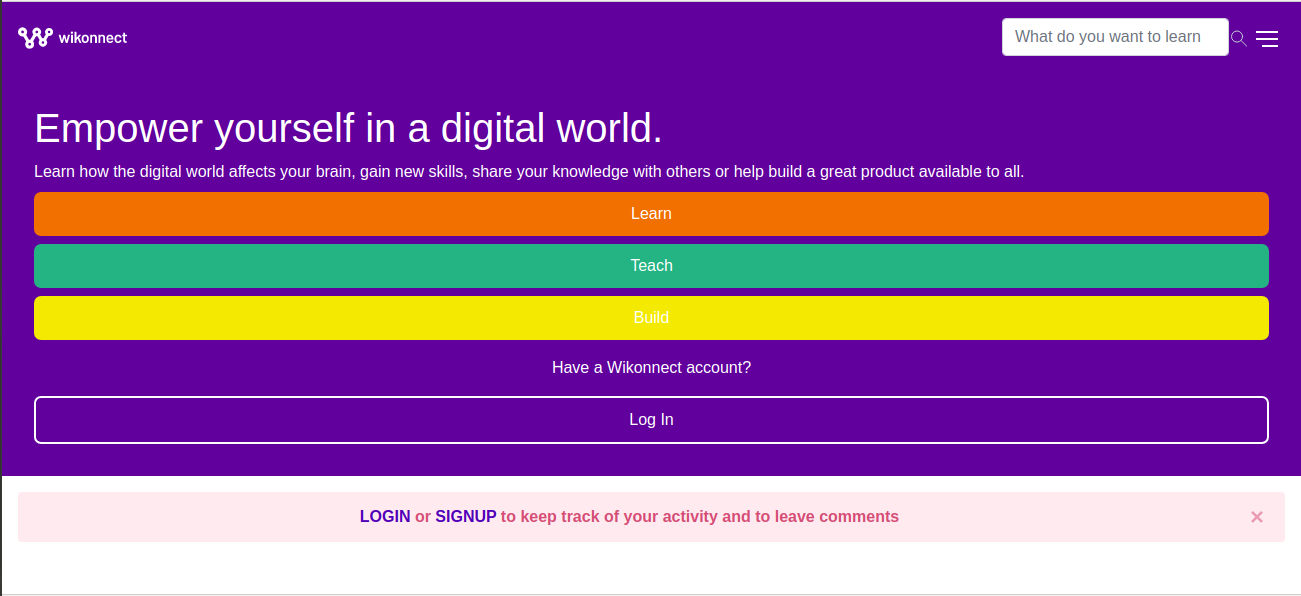 wikonnect
What do you want to learn
Empower yourself in a digital world.
Learn how the digital world affects your brain, gain new skills, share your knowledge with others or help build a great product available to all.
Learn
Teach
Build
Have a Wikonnect account?
Log In
LOGIN or SIGNUP to keep track of your activity and to leave comments